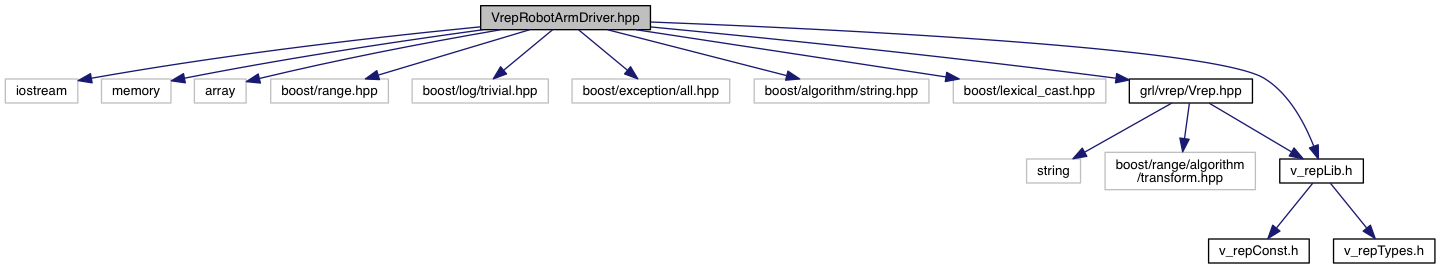 VrepRobotArmDriver.hpp
iostream
memory
array
boost/range.hpp
boost/log/trivial.hpp
boost/exception/all.hpp
boost/algorithm/string.hpp
boost/lexical_cast.hpp
grl/vrep/Vrep.hpp
string
boost/range/algorithm
/transform.hpp
v_repLib.h
v_repConst.h
v_repTypes.h